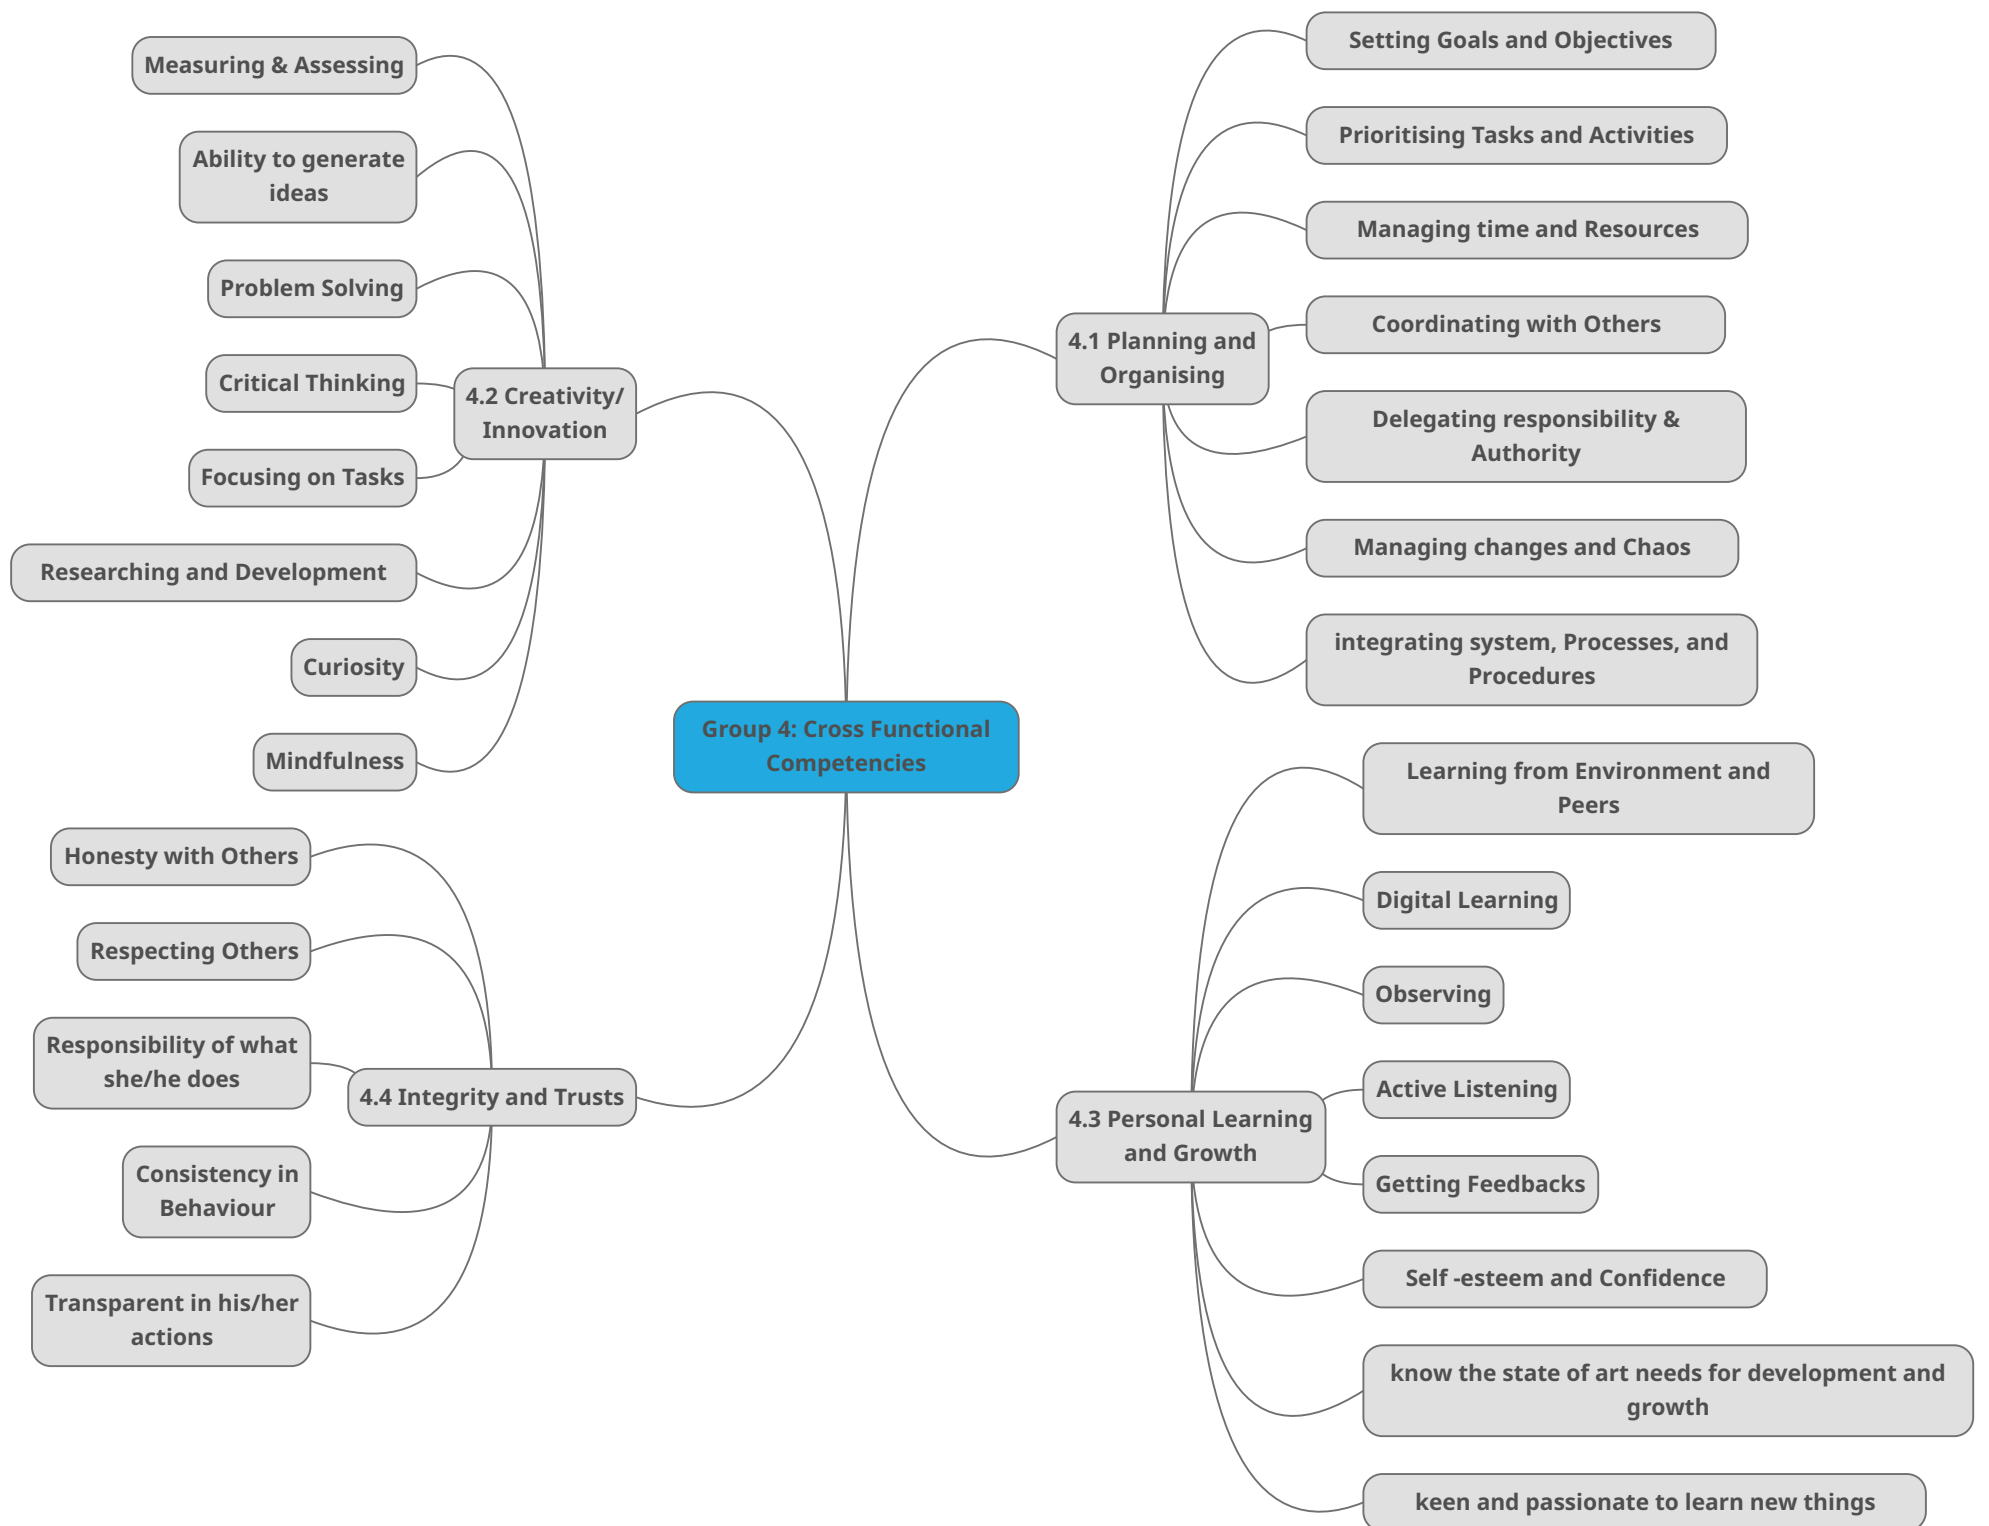 Group 4: Cross Functional
Competencies
4.1 Planning and
Organising
Setting Goals and Objectives
Prioritising Tasks and Activities
Managing time and Resources
Coordinating with Others
Delegating responsibility &
Authority
Managing changes and Chaos
integrating system, Processes, and
Procedures
4.2 Creativity/
Innovation
Measuring & Assessing
Ability to generate
ideas
Problem Solving
Critical Thinking
Focusing on Tasks
Researching and Development
Curiosity
Mindfulness
4.3 Personal Learning
and Growth
Learning from Environment and
Peers
Digital Learning
Observing
Active Listening
Getting Feedbacks
Self -esteem and Confidence
know the state of art needs for development and
growth
keen and passionate to learn new things
4.4 Integrity and Trusts
Honesty with Others
Respecting Others
Responsibility of what
she/he does
Consistency in
Behaviour
Transparent in his/her
actions